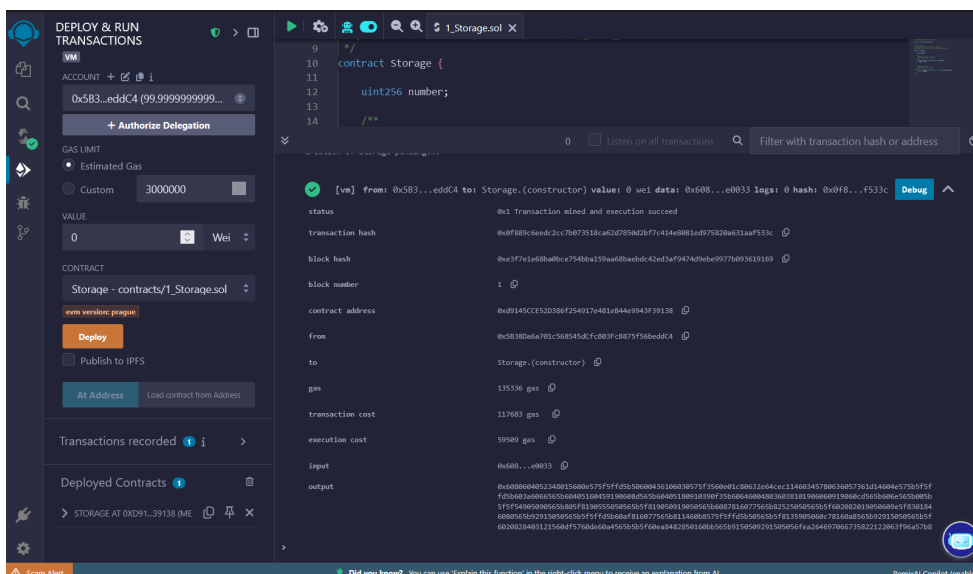 DEPLOY & RUN
TRANSACTIONS
VM
ACCOUNT
0x5B3...eddC4 (99.9999999999...
+ Authorize Delegation
GAS LIMIT
Estimated Gas
Custom 3000000
VALUE
0 Wei
CONTRACT
Storage - contracts/1_Storage.sol
evm version: prague
Deploy
Publish to IPFS
At Address Load contract from Address
Transactions recorded 1 i
Deployed Contracts 1
STORAGE AT 0XD91...39138 (ME
Scam Alert
1_Storage.sol
9 */
10 contract Storage {
11
12 uint256 number;
13
14 /**
0 Listen on all transactions Filter with transaction hash or address
[vm] from: 0x5B3...eddC4 to: Storage.(constructor) value: 0 wei data: 0x608...e0033 logs: 0 hash: 0x0f8...f533c Debug
status 0x1 Transaction mined and execution succeed
transaction hash
block hash
block number 1
contract address 0xd9145CCE52D386f254917e481eB44e9943F39138
from 0x5B38Da6a701c568545dCfcB03FcB875f56beddC4
to Storage.(constructor)
gas 135336 gas
transaction cost 117683 gas
execution cost 59509 gas
input 0x608...e0033
output
>
Did you know? You can use 'Explain this function' in the right-click menu to receive an explanation from AI